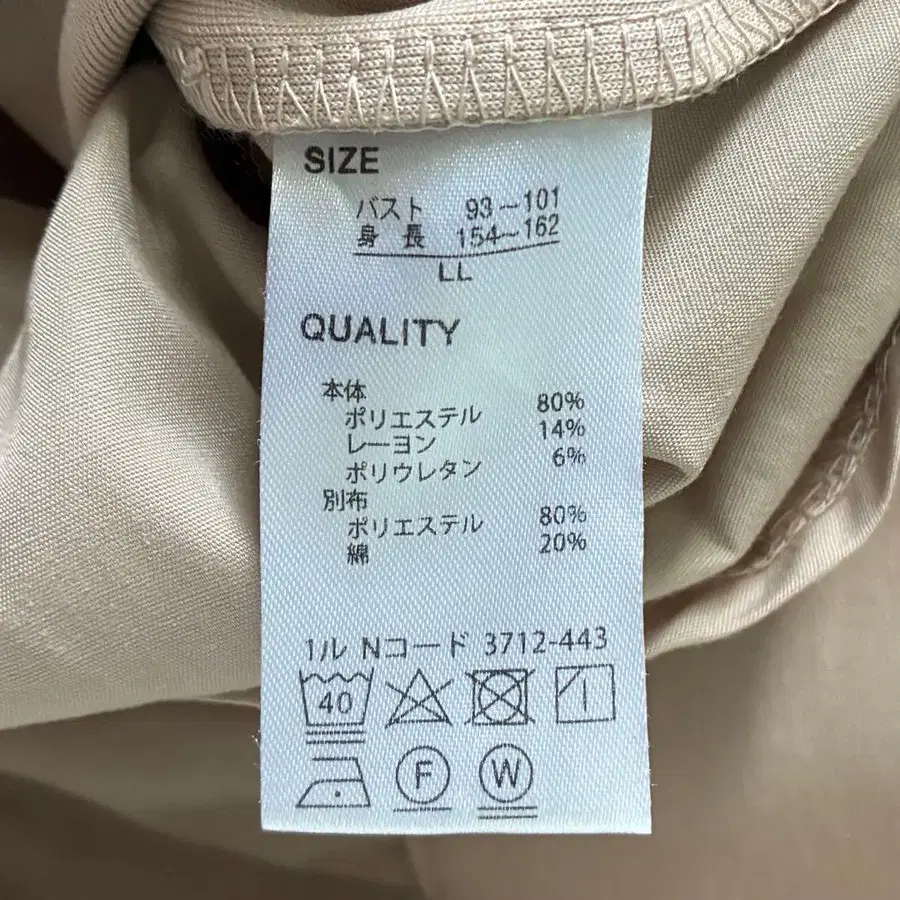 SIZE
バスト 93～101
身長 154～162
LL
QUALITY
本体
ポリエステル 80%
レーヨン 14%
ポリウレタン 6%
別布
ポリエステル 80%
綿 20%
1ル Nコード 3712-443
40
F W